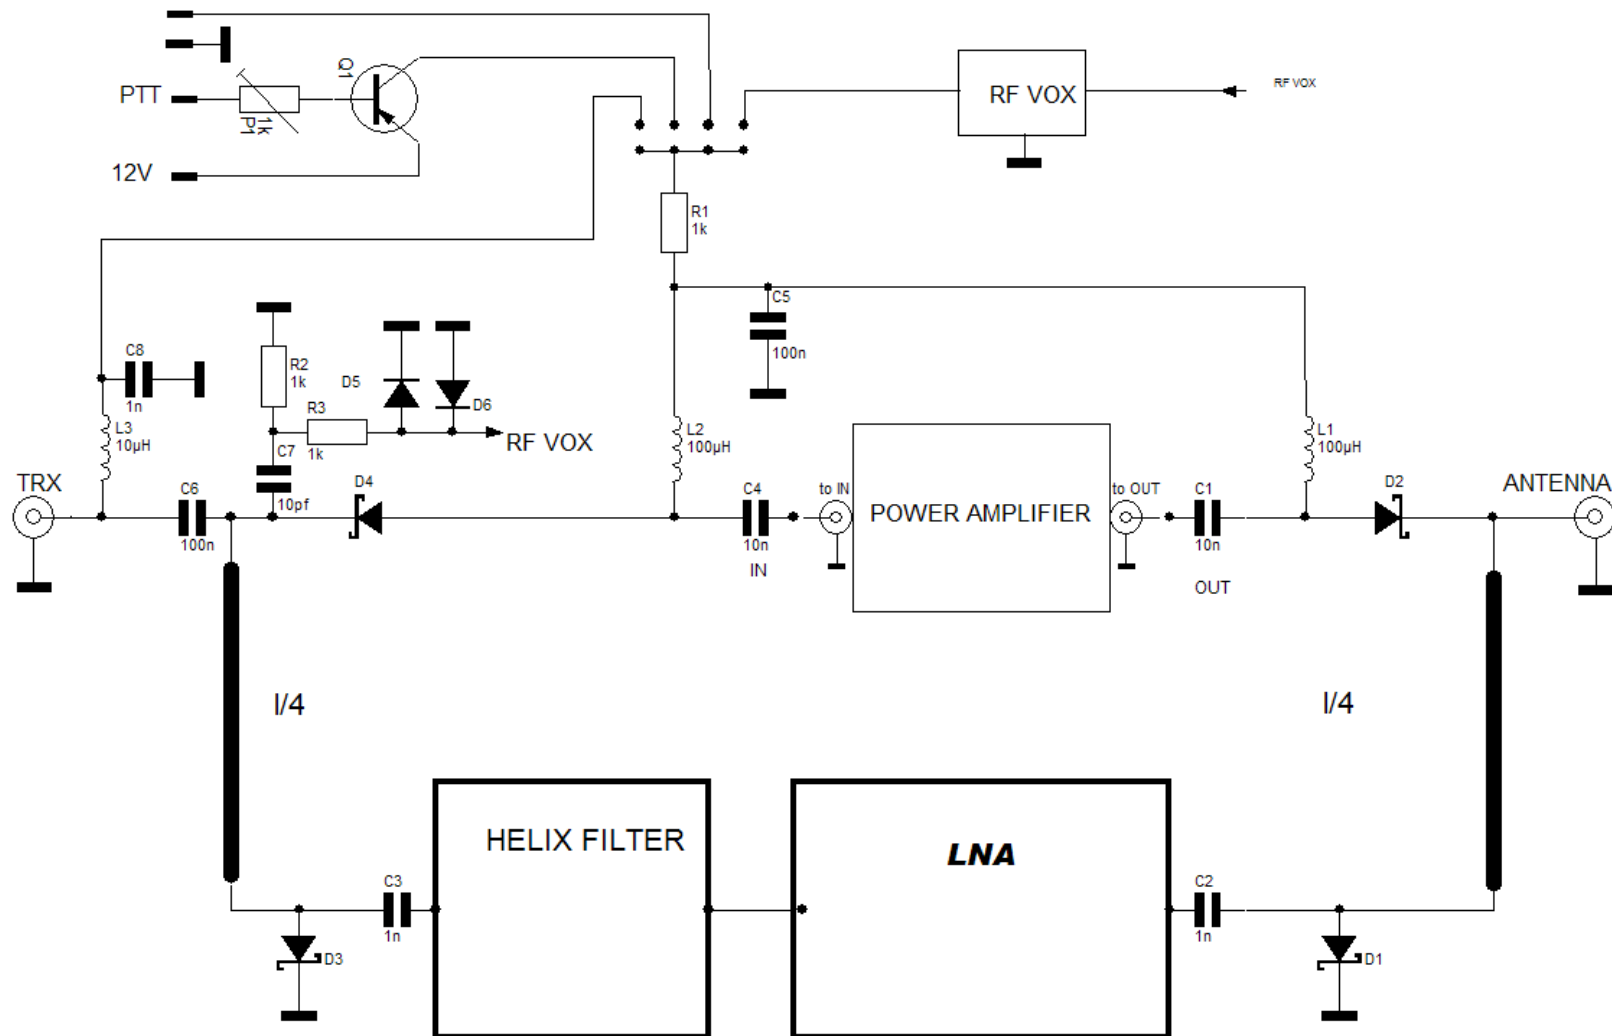 Q1
PTT
1k
P1
12V
RF VOX
RF VOX
R1
1k
C5
100n
C8
1n
R2
1k
D5
D6
R3
1k
L3
10µH
C7
10pf
RF VOX
L2
100µH
L1
100µH
TRX
C6
100n
D4
C4
10n
IN
to IN
POWER AMPLIFIER
to OUT
C1
10n
OUT
D2
ANTENNA
l/4
l/4
HELIX FILTER
LNA
C3
1n
C2
1n
D3
D1